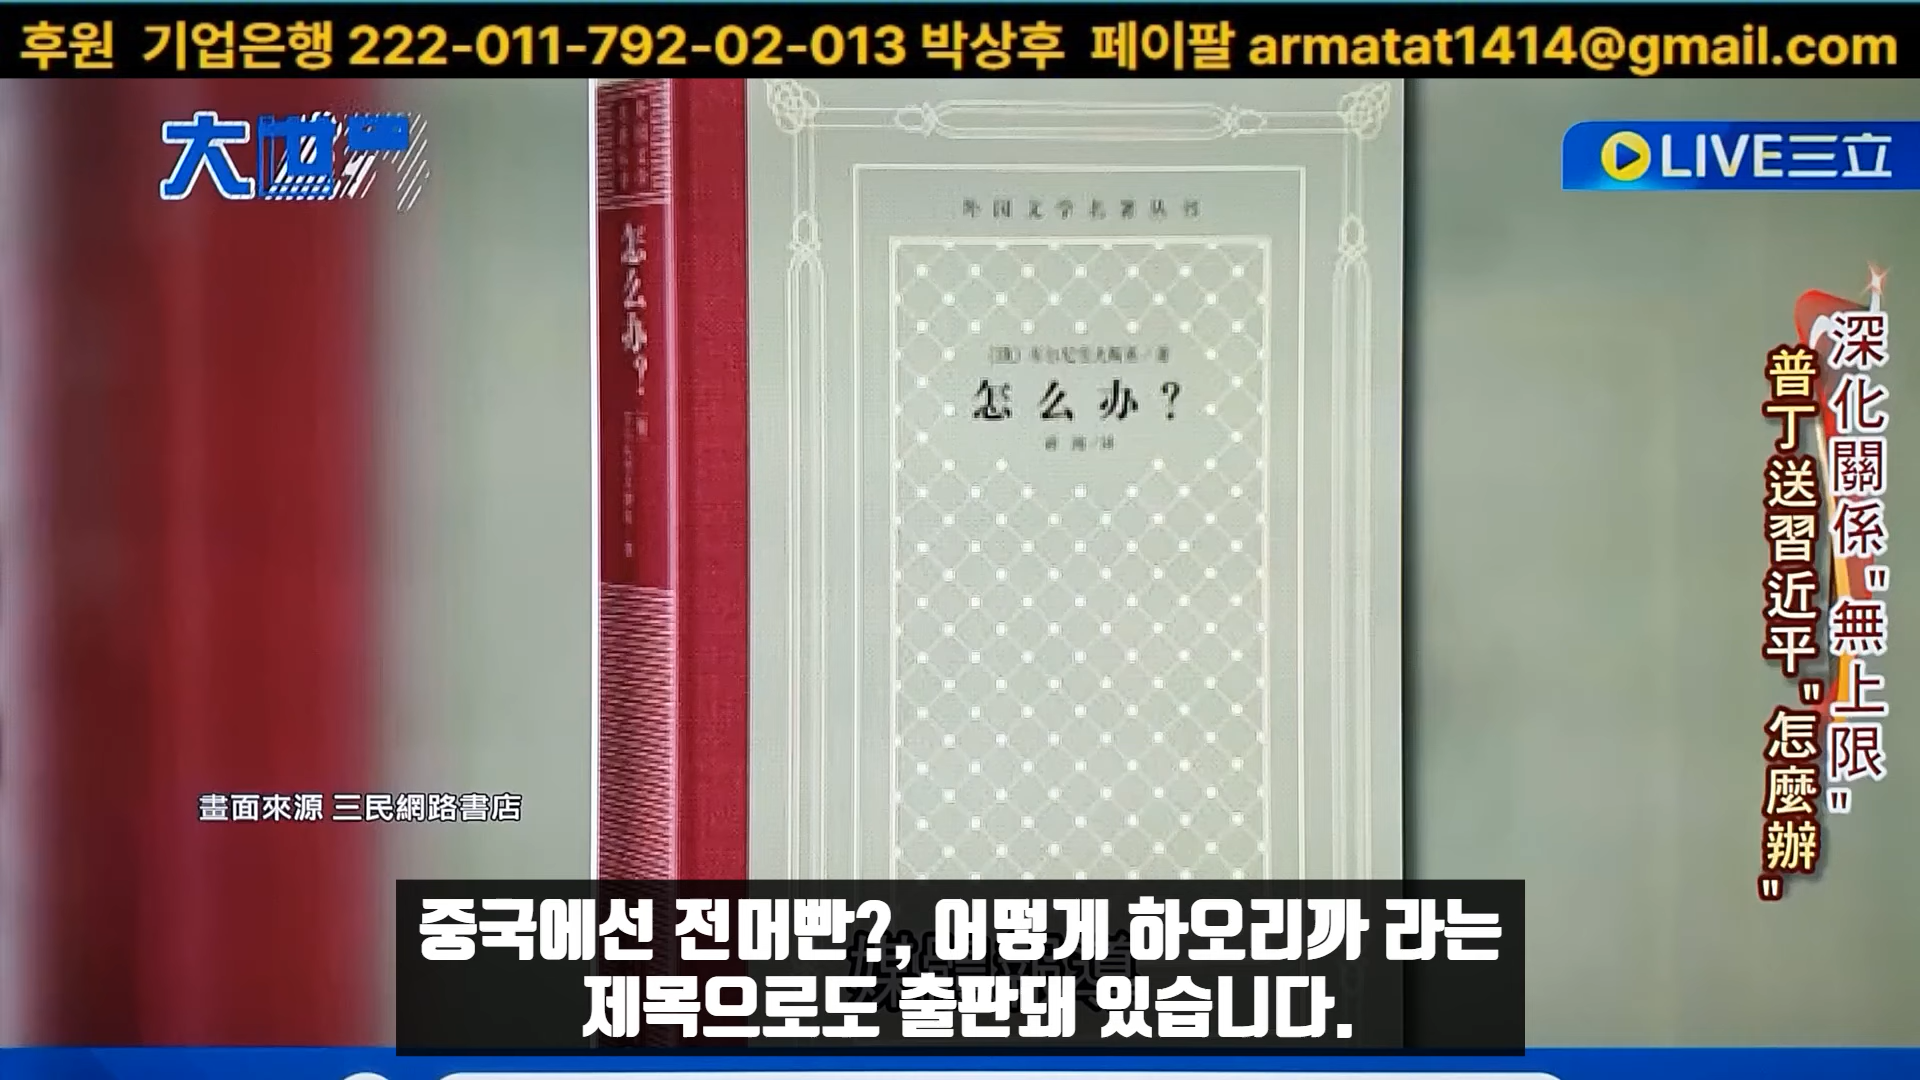 후원 기업은행 222-011-792-02-013 박상후 페이팔 armatat1414@gmail.com
大世
LIVE三立
外国文学名著丛书
怎么办?
怎么办?
深化關係"無上限"
普丁送習近平"怎麼辦"
畫面來源 三民網路書店
중국에선 전머빤?, 어떻게 하오리까 라는
제목으로도 출판돼 있습니다.